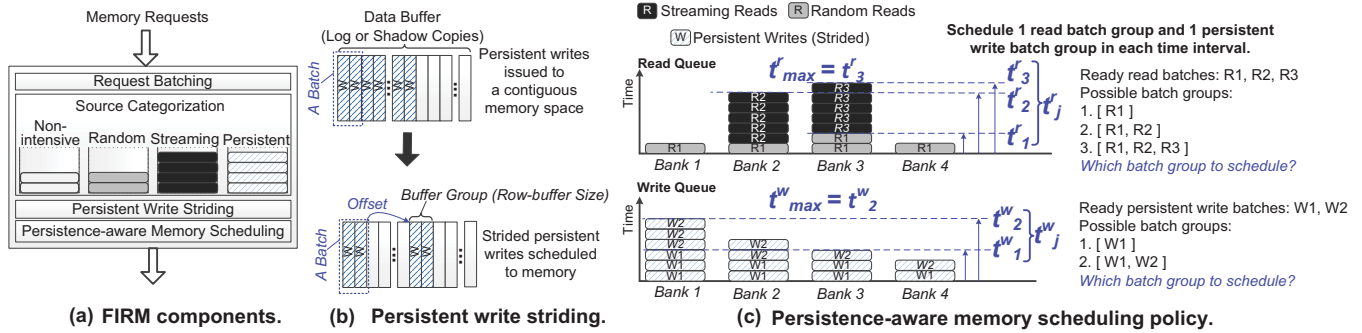 Memory Requests
Request Batching
Source Categorization
Non-
intensive
Random
Streaming
Persistent
Persistent Write Striding
Persistence-aware Memory Scheduling
(a) FIRM components.
Data Buffer
(Log or Shadow Copies)
A Batch
W W W W W W
Persistent writes
issued to
a contiguous
memory space
Offset
Buffer Group (Row-buffer Size)
A Batch
W W W W
Strided persistent
writes scheduled
to memory
(b) Persistent write striding.
R Streaming Reads R Random Reads
W Persistent Writes (Strided)
Schedule 1 read batch group and 1 persistent
write batch group in each time interval.
Read Queue
Time
t^r_max = t^r_3
R1
R2
R2
R2
R2
R2
R1
R3
R3
R3
R3
R3
R1
R1
R1
Bank 1 Bank 2 Bank 3 Bank 4
t^r_3
t^r_2
t^r_1
t^r_j
Ready read batches: R1, R2, R3
Possible batch groups:
1. [ R1 ]
2. [ R1, R2 ]
3. [ R1, R2, R3 ]
Which batch group to schedule?
Write Queue
Time
t^w_max = t^w_2
W2
W2
W2
W1
W1
W1
W2
W1
W1
W2
W1
W1
W2
W1
Bank 1 Bank 2 Bank 3 Bank 4
t^w_2
t^w_1
t^w_j
Ready persistent write batches: W1, W2
Possible batch groups:
1. [ W1 ]
2. [ W1, W2 ]
Which batch group to schedule?
(c) Persistence-aware memory scheduling policy.